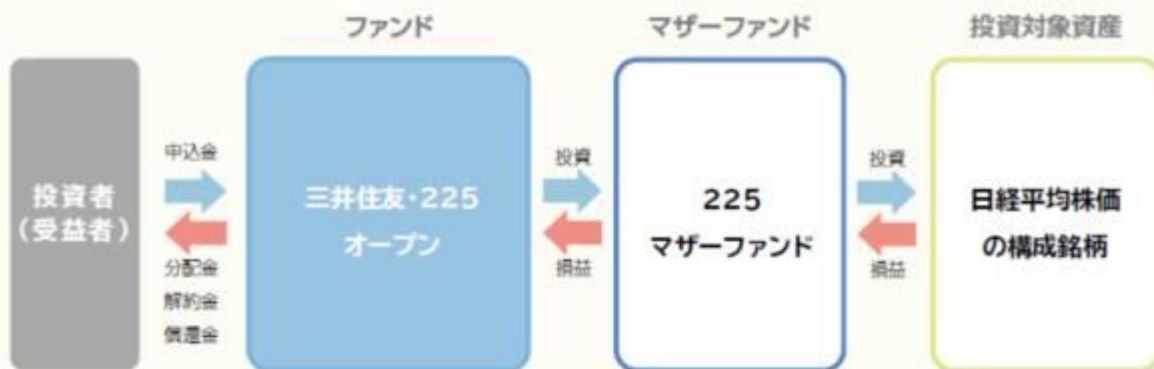 ファンド
マザーファンド
投資対象資産
投資者
(受益者)
申込金
分配金
解約金
償還金
三井住友・225
オープン
投資
損益
225
マザーファンド
投資
損益
日経平均株価
の構成銘柄